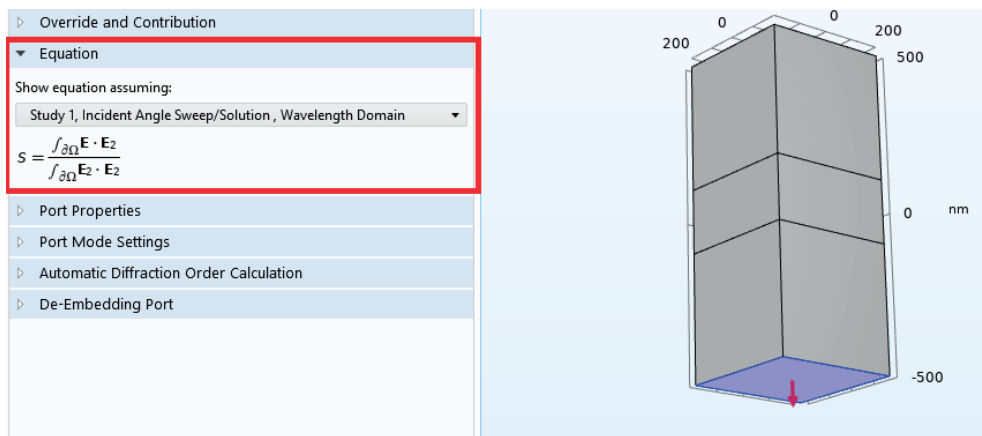 Override and Contribution
Equation
Show equation assuming:
Study 1, Incident Angle Sweep/Solution , Wavelength Domain
S = ∫∂Ω E · E₂ / ∫∂Ω E₂ · E₂
Port Properties
Port Mode Settings
Automatic Diffraction Order Calculation
De-Embedding Port
0
0
200
200
500
0
nm
-500